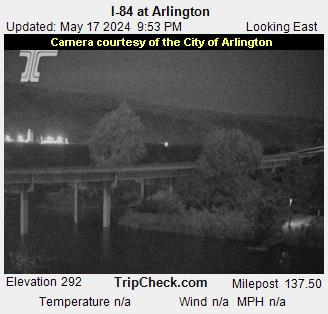 I-84 at Arlington
Updated: May 17 2024 9:53 PM Looking East
Camera courtesy of the City of Arlington
Elevation 292 TripCheck.com Milepost 137.50
Temperature n/a Wind n/a MPH n/a